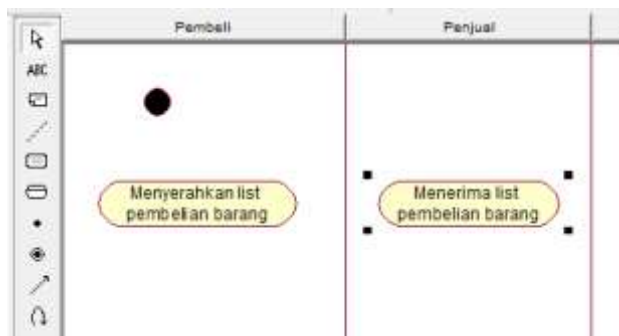 Pembeli
Penjual
ABC
Menyerahkan list
pembelian barang
Menerima list
pembelian barang